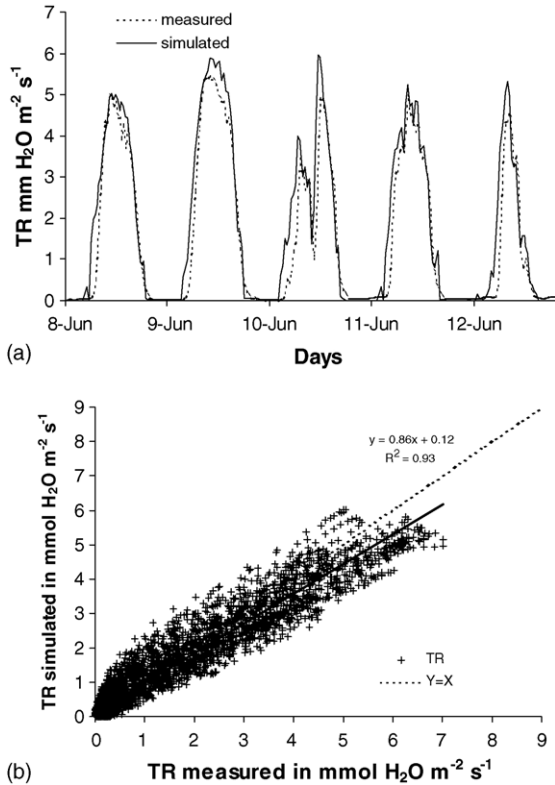 measured
simulated
7
6
5
4
3
2
1
0
TR mm H₂O m⁻² s⁻¹
8-Jun 9-Jun 10-Jun 11-Jun 12-Jun
Days
(a)
9
8
7
6
5
4
3
2
1
0
TR simulated in mmol H₂O m⁻² s⁻¹
y = 0.86x + 0.12
R² = 0.93
TR
Y=X
0 1 2 3 4 5 6 7 8 9
TR measured in mmol H₂O m⁻² s⁻¹
(b)